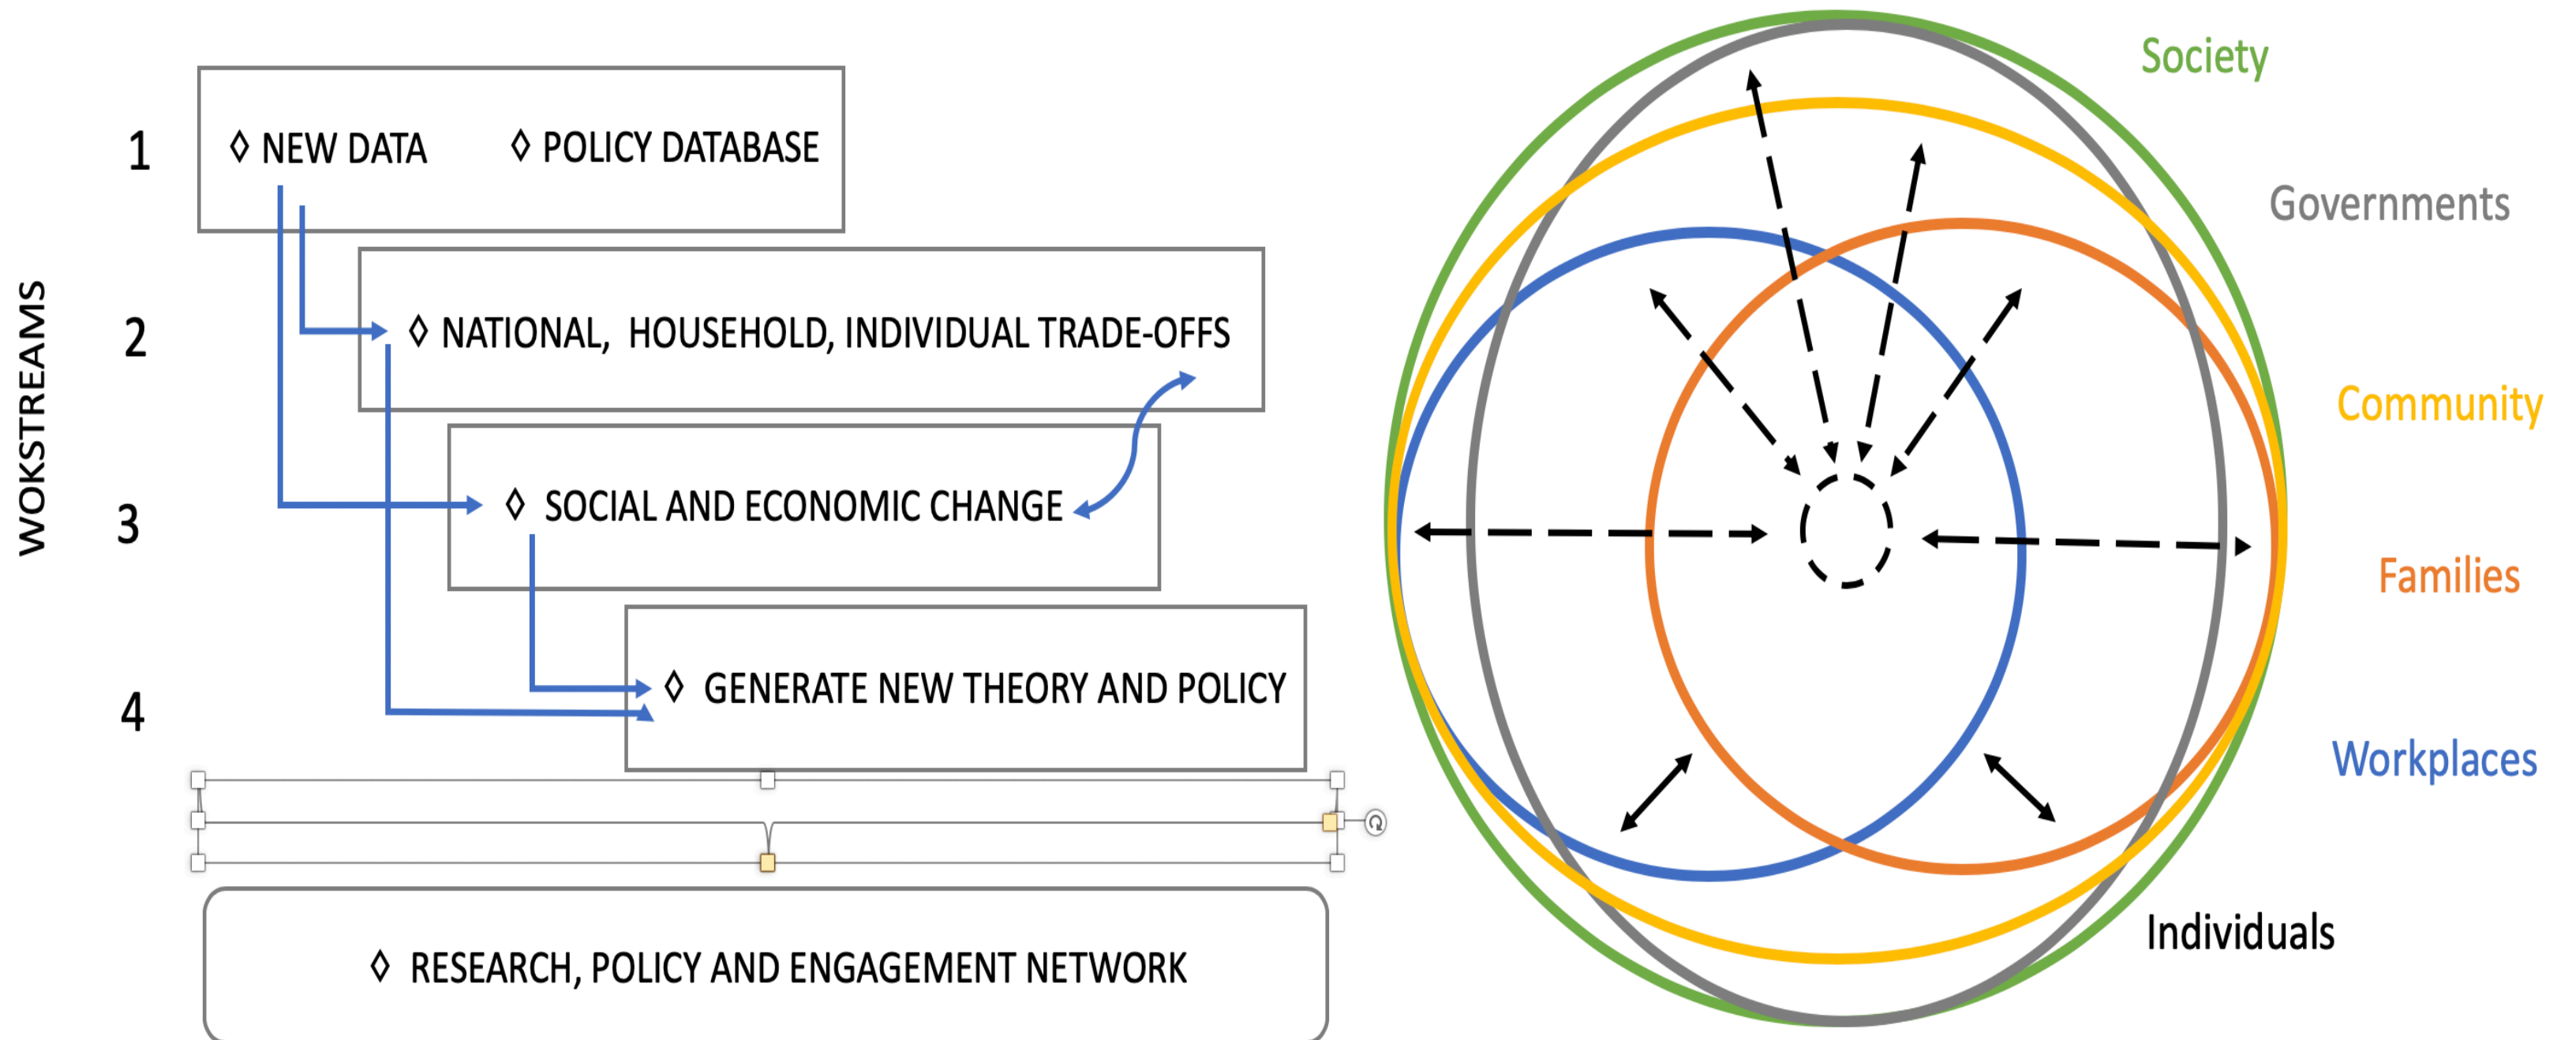 WOKSTREAMS
1
◊ NEW DATA ◊ POLICY DATABASE
2
◊ NATIONAL, HOUSEHOLD, INDIVIDUAL TRADE-OFFS
3
◊ SOCIAL AND ECONOMIC CHANGE
4
◊ GENERATE NEW THEORY AND POLICY
◊ RESEARCH, POLICY AND ENGAGEMENT NETWORK
Society
Governments
Community
Families
Workplaces
Individuals